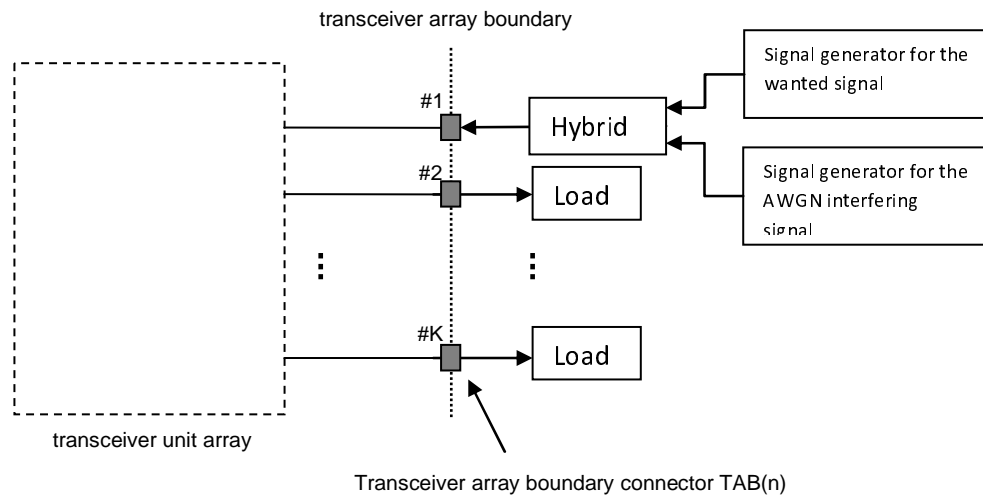 transceiver array boundary
Signal generator for the
wanted signal
#1
Hybrid
#2
Load
Signal generator for the
AWGN interfering
signal
#K
Load
transceiver unit array
Transceiver array boundary connector TAB(n)